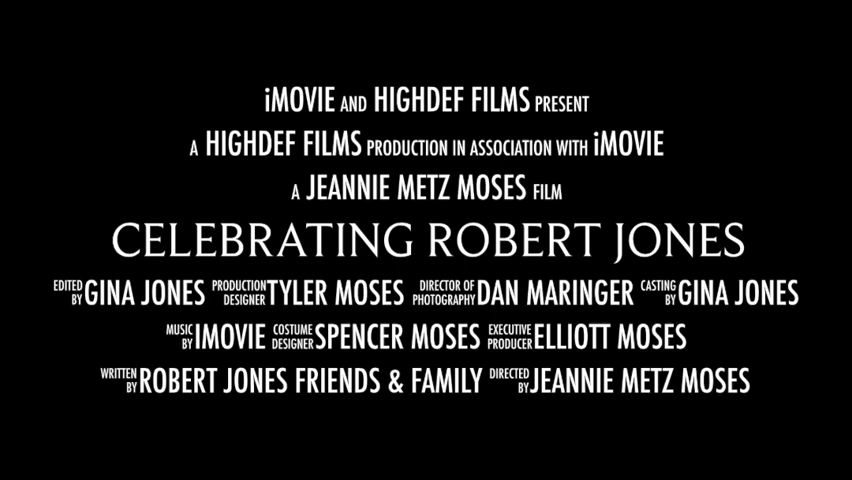 iMOVIE AND HIGHDEF FILMS PRESENT
A HIGHDEF FILMS PRODUCTION IN ASSOCIATION WITH iMOVIE
A JEANNIE METZ MOSES FILM
CELEBRATING ROBERT JONES
EDITED BY GINA JONES PRODUCTION DESIGNER TYLER MOSES DIRECTOR OF PHOTOGRAPHY DAN MARINGER CASTING BY GINA JONES
MUSIC BY IMOVIE COSTUME DESIGNER SPENCER MOSES EXECUTIVE PRODUCER ELLIOTT MOSES
WRITTEN BY ROBERT JONES FRIENDS & FAMILY DIRECTED BY JEANNIE METZ MOSES